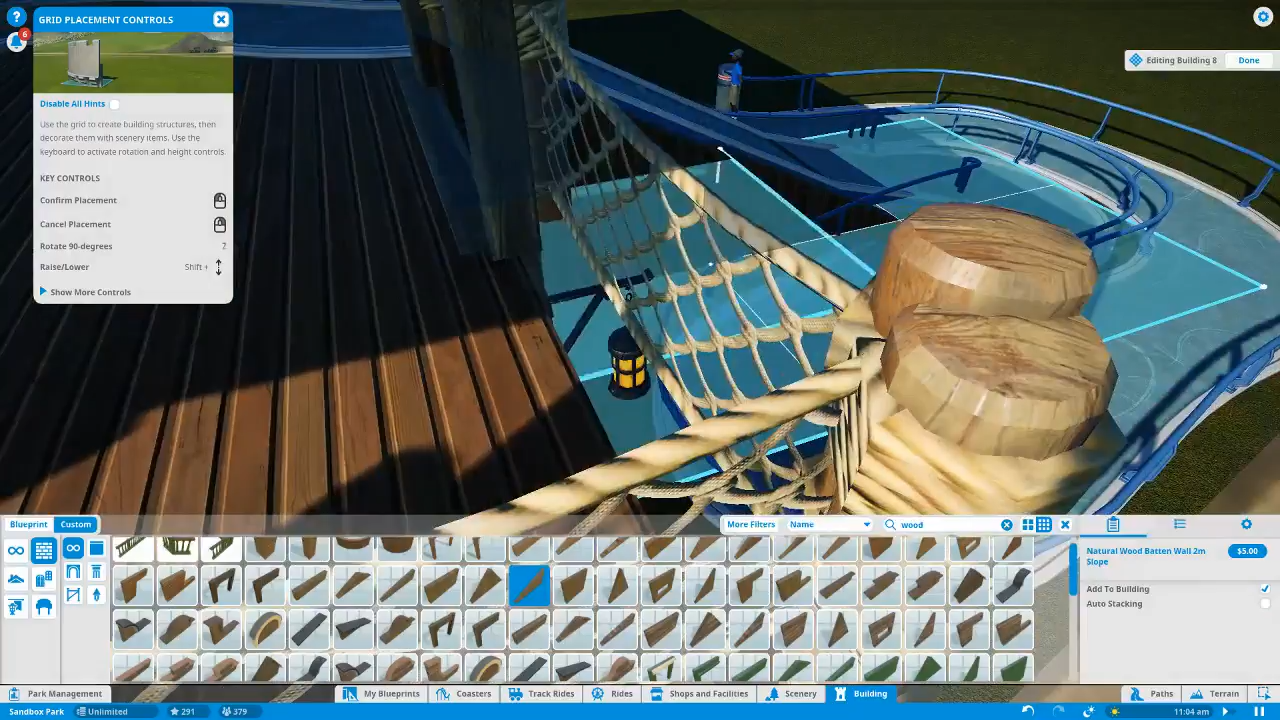 ?
6
GRID PLACEMENT CONTROLS
Disable All Hints
Use the grid to create building structures, then
decorate them with scenery items. Use the
keyboard to activate rotation and height controls.
KEY CONTROLS
Confirm Placement
Cancel Placement
Rotate 90-degrees 2
Raise/Lower Shift +
Show More Controls
Editing Building 8 Done
Blueprint Custom More Filters Name wood
Natural Wood Batten Wall 2m
Slope
$5.00
Add To Building
Auto Stacking
Park Management My Blueprints Coasters Track Rides Rides Shops and Facilities Scenery Building Paths Terrain
Sandbox Park Unlimited 291 379 11:04 am